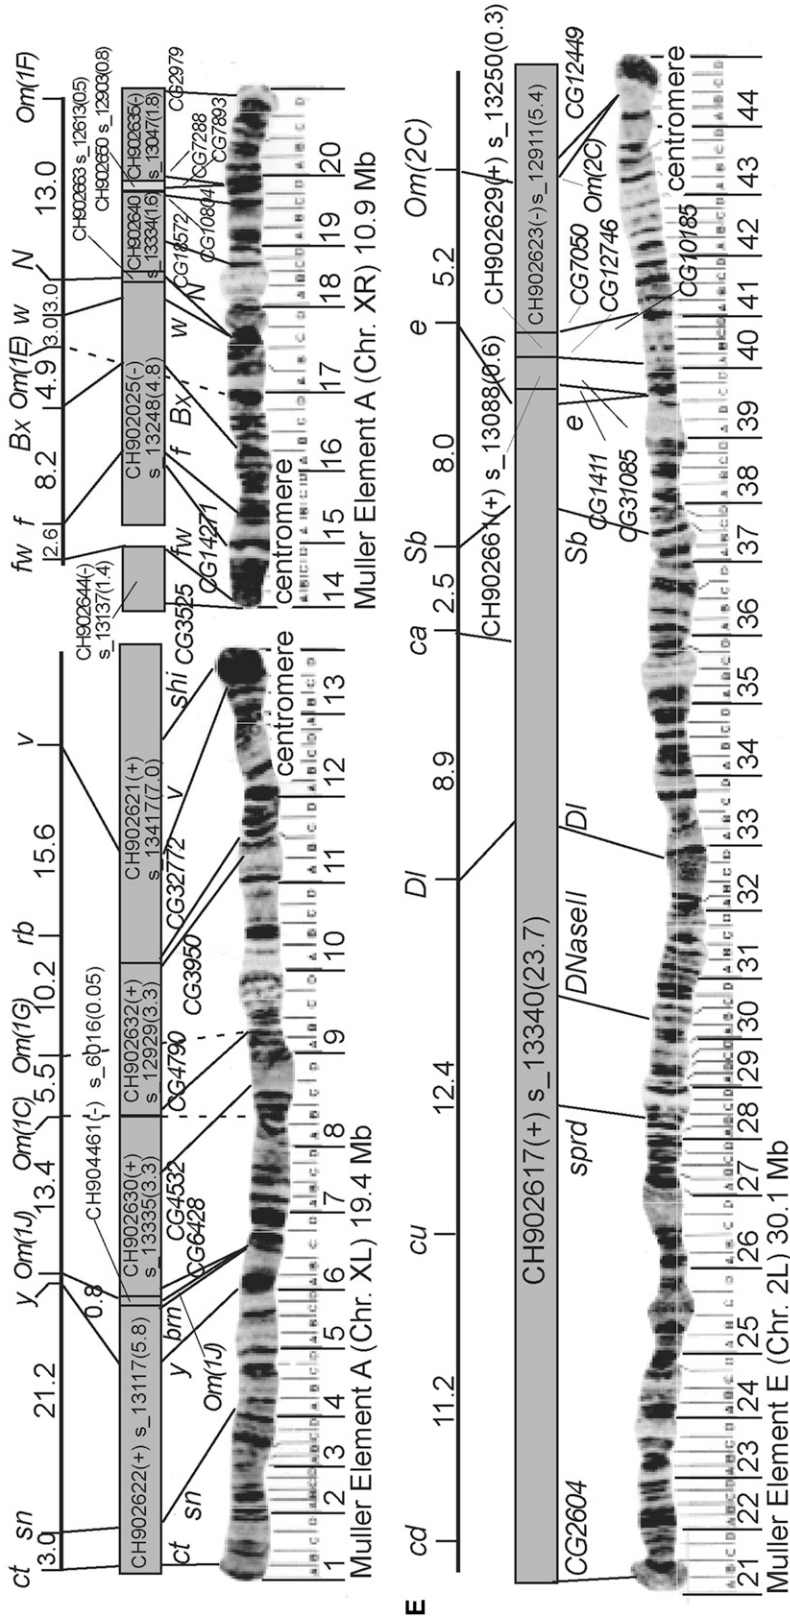 ct sn y Om(1J) Om(1C) Om(1G) rb v
3.0 21.2 0.8 13.4 5.5 10.2 15.6
CH904461(-) s_6016(0.05)
CH902622(+) s_13117(5.8)
CH902630(+)
s_13335(3.3)
CH902632(+)
s_12929(3.3)
CH902621(+)
s_13417(7.0)
ct sn y brn CG4532 CG4790 CG3950 CG32772 v shi CG3525
Om(1J) CG6428
centromere
1 2 3 4 5 6 7 8 9 10 11 12 13
Muller Element A (Chr. XL) 19.4 Mb
fw f Bx Om(1E) w N Om(1F)
2.6 8.2 4.9 3.0 3.0 13.0
CH902644(-)
s_13137(1.4)
CH902663 s_12613(0.5)
CH902650 s_12903(0.8)
CH902025(-)
s_13248(4.8)
CH902640
s_13334(16)
CH902635(-)
s_13047(1.8)
fw f Bx w N CG18572 CG10804 CG7288 CG7893 CG2979
CG14271
centromere
14 15 16 17 18 19 20
Muller Element A (Chr. XR) 10.9 Mb
E
cd cu Dl ca Sb e Om(2C)
11.2 12.4 8.9 2.5 8.0 5.2
CH902661(+) s_13088(0.6)
CH902629(+) s_13250(0.3)
CH902617(+) s_13340(23.7)
CH902623(-)s_12911(5.4)
CG2604 sprd DNaseII Dl Sb e CG7050 Om(2C) CG12449
CG1411 CG12746
CG31085 CG10185
centromere
21 22 23 24 25 26 27 28 29 30 31 32 33 34 35 36 37 38 39 40 41 42 43 44
Muller Element E (Chr. 2L) 30.1 Mb